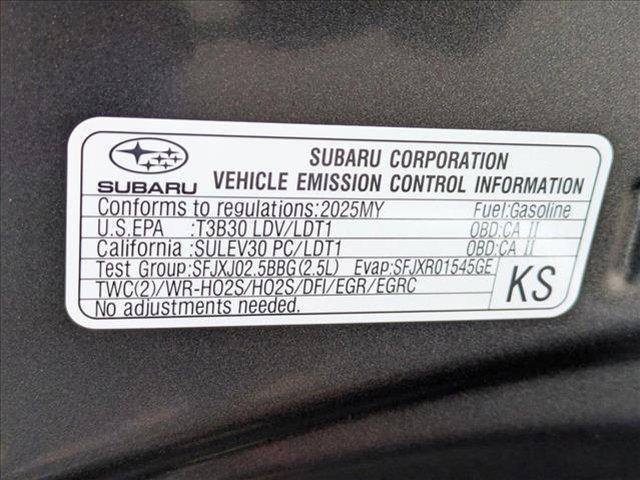 SUBARU
SUBARU CORPORATION
VEHICLE EMISSION CONTROL INFORMATION
Conforms to regulations:2025MY Fuel:Gasoline
U.S.EPA :T3B30 LDV/LDT1 OBD:CA II
California :SULEV30 PC/LDT1 OBD:CA II
Test Group:SFJXJ02.5BBG(2.5L) Evap:SFJXR01545GE
TWC(2)/WR-HO2S/HO2S/DFI/EGR/EGRC
No adjustments needed.
KS